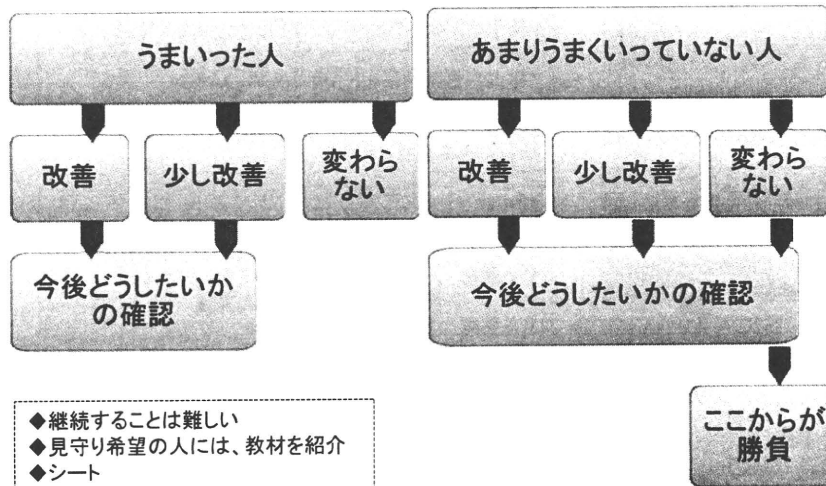 うまいった人
改善
少し改善
変わら
ない
今後どうしたいか
の確認
あまりうまくいっていない人
改善
少し改善
変わら
ない
今後どうしたいかの確認
ここからが
勝負
◆継続することは難しい
◆見守り希望の人には、教材を紹介
◆シート